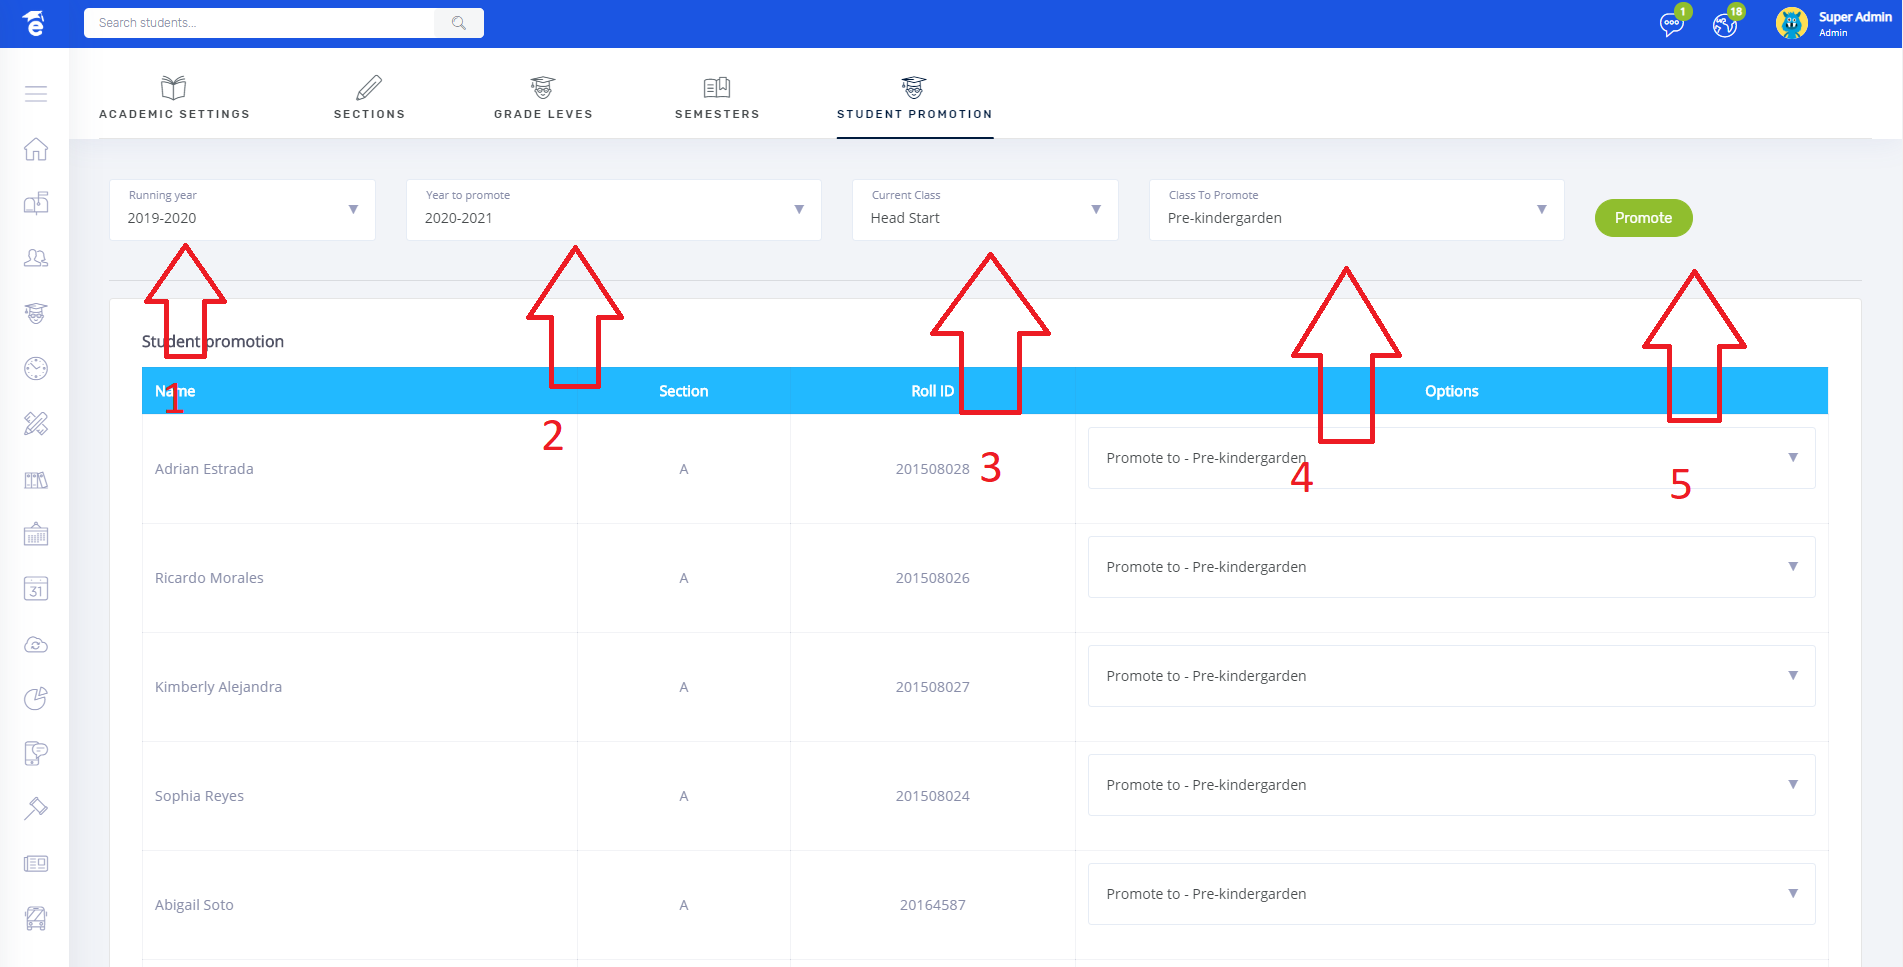 e
Search students...
1
18
Super Admin
Admin
ACADEMIC SETTINGS
SECTIONS
GRADE LEVES
SEMESTERS
STUDENT PROMOTION
Running year
2019-2020
Year to promote
2020-2021
Current Class
Head Start
Class To Promote
Pre-kindergarden
Promote
Student promotion
Name
Section
Roll ID
Options
1
2
3
4
5
Adrian Estrada
A
201508028
Promote to - Pre-kindergarden
Ricardo Morales
A
201508026
Promote to - Pre-kindergarden
31
Kimberly Alejandra
A
201508027
Promote to - Pre-kindergarden
Sophia Reyes
A
201508024
Promote to - Pre-kindergarden
Abigail Soto
A
20164587
Promote to - Pre-kindergarden